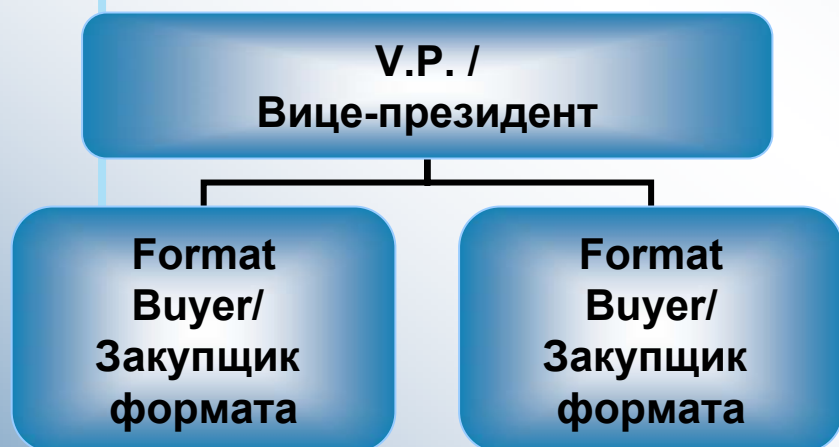 V.P. /
Вице-президент
Format
Buyer/
Закупщик
формата
Format
Buyer/
Закупщик
формата